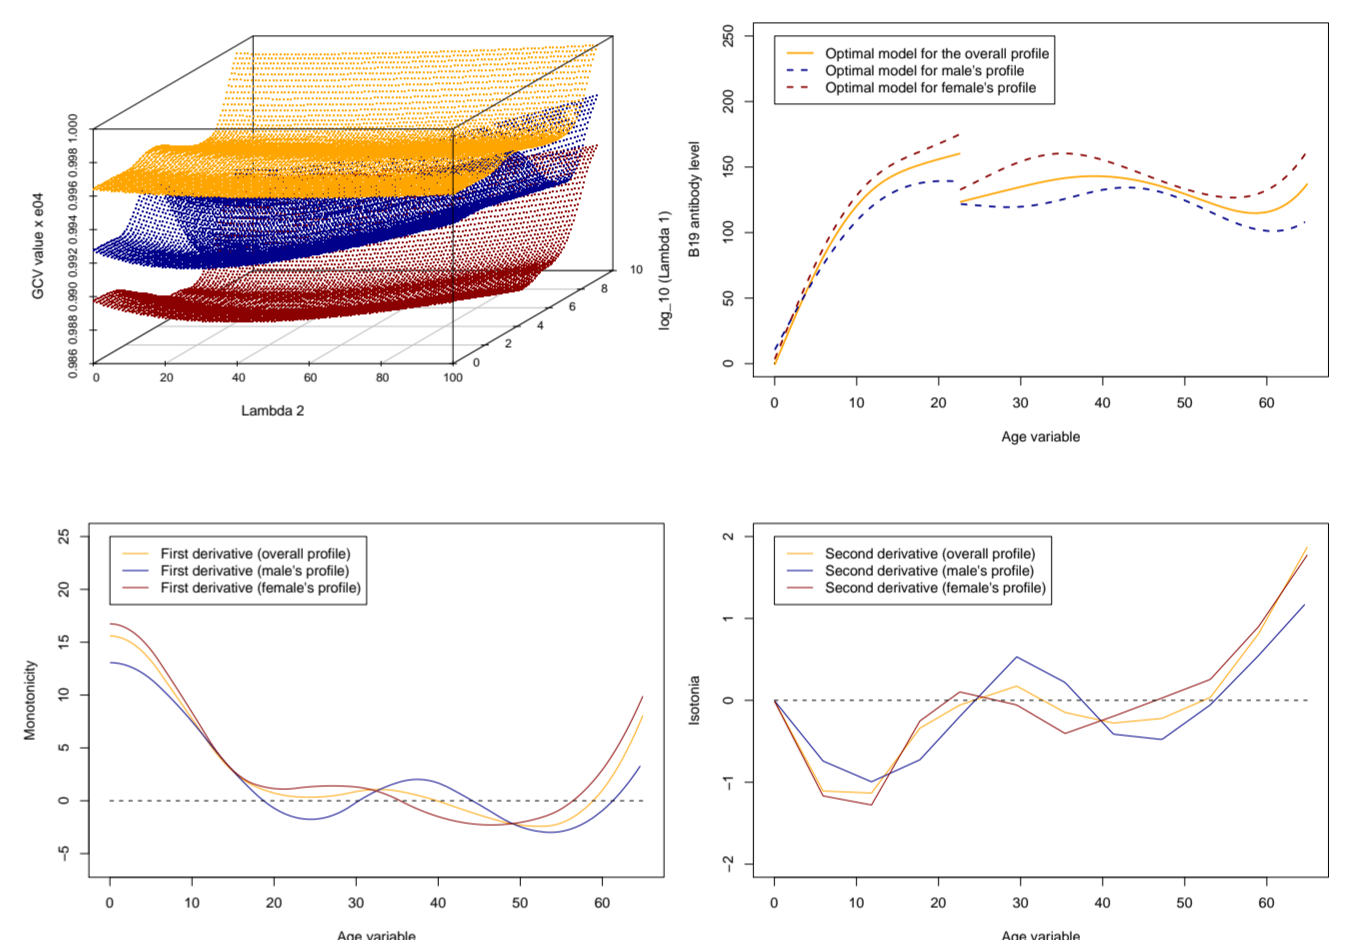 GCV value x e04
0.986 0.988 0.990 0.992 0.994 0.996 0.998 1.000
0 20 40 60 80 100
Lambda 2
0 2 4 6 8 10
log_10 (Lambda 1)
B19 antibody level
0 50 100 150 200 250
Optimal model for the overall profile
Optimal model for male's profile
Optimal model for female's profile
0 10 20 30 40 50 60
Age variable
Monotonicity
−5 0 5 10 15 20 25
First derivative (overall profile)
First derivative (male's profile)
First derivative (female's profile)
0 10 20 30 40 50 60
Age variable
Isotonia
−2 −1 0 1 2
Second derivative (overall profile)
Second derivative (male's profile)
Second derivative (female's profile)
0 10 20 30 40 50 60
Age variable